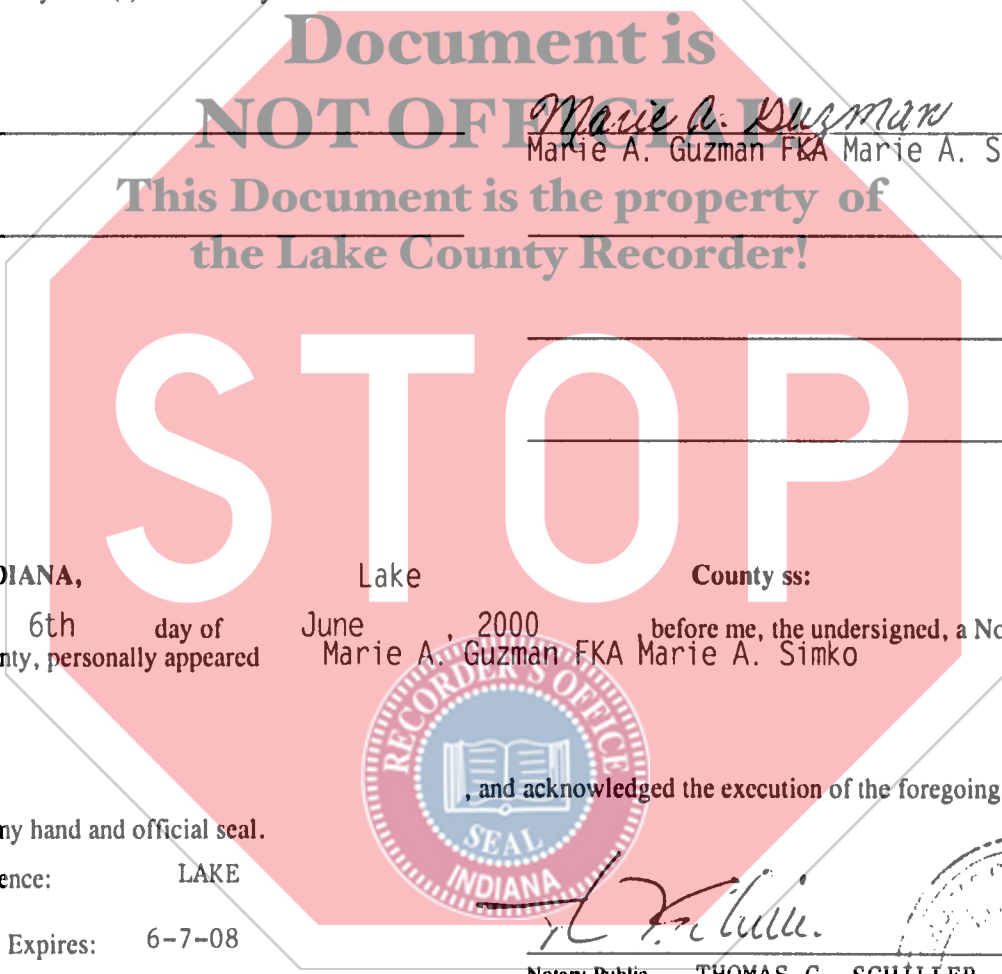 Document is
NOT OFFICIAL!
Marie A. Guzman
Marie A. Guzman FKA Marie A. S
This Document is the property of
the Lake County Recorder!
STOP
DIANA, Lake County ss:
6th day of June , 2000 , before me, the undersigned, a No
nty, personally appeared Marie A. Guzman FKA Marie A. Simko
RECORDER'S OFFICE
SEAL
INDIANA
, and acknowledged the execution of the foregoing
ny hand and official seal.
ence: LAKE
Expires: 6-7-08
Notary Public THOMAS G. SCHILLER